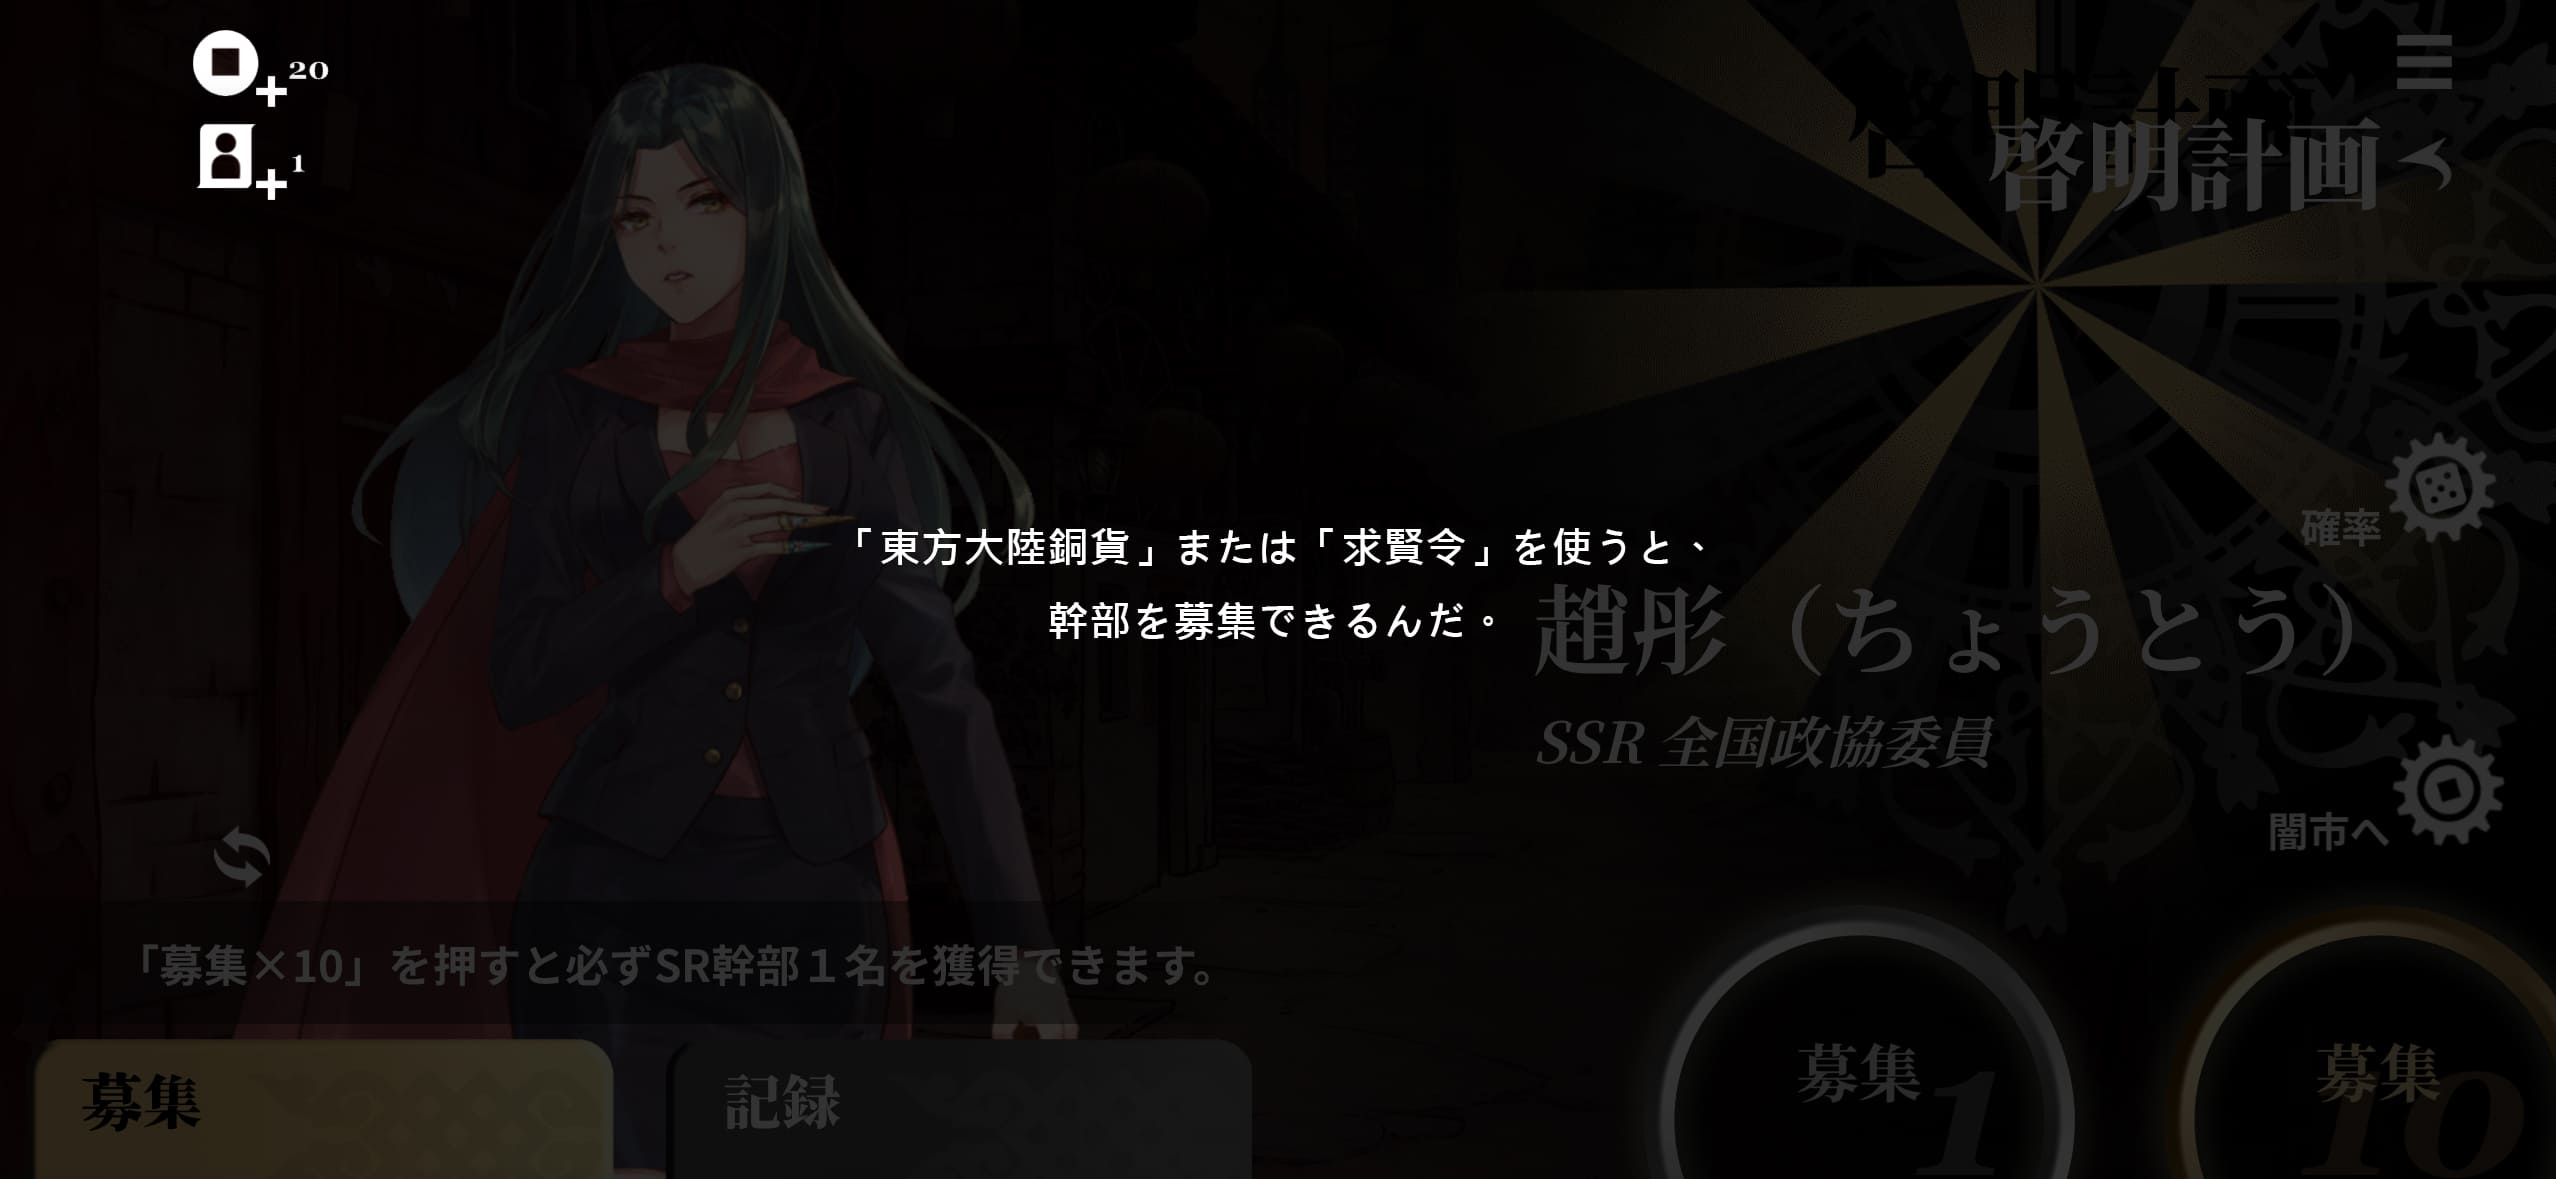 20
1
啓明計画
啓明計画
確率
「東方大陸銅貨」または「求賢令」を使うと、
幹部を募集できるんだ。
趙彤（ちょうとう）
SSR 全国政協委員
闇市へ
「募集×10」を押すと必ずSR幹部１名を獲得できます。
募集
記録
募集
1
募集
10